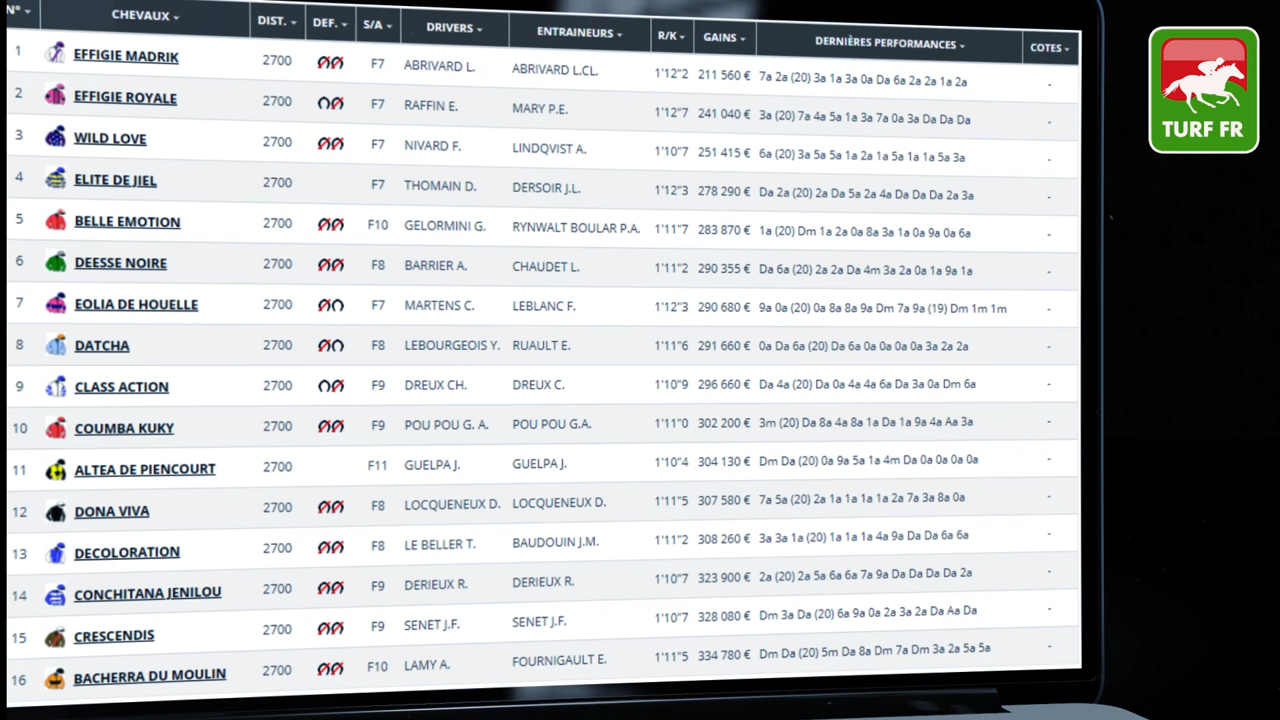 N° CHEVAUX DIST. DEF. S/A DRIVERS ENTRAINEURS R/K GAINS DERNIÈRES PERFORMANCES COTES
1 EFFIGIE MADRIK 2700 F7 ABRIVARD L. ABRIVARD L.CL. 1'12"2 211 560 € 7a 2a (20) 3a 1a 3a 0a Da 6a 2a 2a 1a 2a -
2 EFFIGIE ROYALE 2700 F7 RAFFIN E. MARY P.E. 1'12"7 241 040 € 3a (20) 7a 4a 5a 1a 3a 7a 0a 3a Da Da Da -
3 WILD LOVE 2700 F7 NIVARD F. LINDQVIST A. 1'10"7 251 415 € 6a (20) 3a 5a 5a 1a 2a 1a 5a 1a 1a 5a 3a -
4 ELITE DE JIEL 2700 F7 THOMAIN D. DERSOIR J.L. 1'12"3 278 290 € Da 2a (20) 2a Da 5a 2a 4a Da Da Da 2a 3a -
5 BELLE EMOTION 2700 F10 GELORMINI G. RYNWALT BOULAR P.A. 1'11"7 283 870 € 1a (20) Dm 1a 2a 0a 8a 3a 1a 0a 9a 0a 6a -
6 DEESSE NOIRE 2700 F8 BARRIER A. CHAUDET L. 1'11"2 290 355 € Da 6a (20) 2a 2a Da 4m 3a 2a 0a 1a 9a 1a -
7 EOLIA DE HOUELLE 2700 F7 MARTENS C. LEBLANC F. 1'12"3 290 680 € 9a 0a (20) 0a 8a 8a 9a Dm 7a 9a (19) Dm 1m 1m -
8 DATCHA 2700 F8 LEBOURGEOIS Y. RUAULT E. 1'11"6 291 660 € 0a Da 6a (20) Da 6a 0a 0a 0a 0a 3a 2a 2a -
9 CLASS ACTION 2700 F9 DREUX CH. DREUX C. 1'10"9 296 660 € Da 4a (20) Da 0a 4a 4a 6a Da 3a 0a Dm 6a -
10 COUMBA KUKY 2700 F9 POU POU G. A. POU POU G.A. 1'11"0 302 200 € 3m (20) Da 8a 4a 8a 1a Da 1a 9a 4a Aa 3a -
11 ALTEA DE PIENCOURT 2700 F11 GUELPA J. GUELPA J. 1'10"4 304 130 € Dm Da (20) 0a 9a 5a 1a 4m Da 0a 0a 0a 0a -
12 DONA VIVA 2700 F8 LOCQUENEUX D. LOCQUENEUX D. 1'11"5 307 580 € 7a 5a (20) 2a 1a 1a 1a 1a 2a 7a 3a 8a 0a -
13 DECOLORATION 2700 F8 LE BELLER T. BAUDOUIN J.M. 1'11"2 308 260 € 3a 3a 1a (20) 1a 1a 1a 4a 9a Da Da 6a 6a -
14 CONCHITANA JENILOU 2700 F9 DERIEUX R. DERIEUX R. 1'10"7 323 900 € 2a (20) 2a 5a 6a 6a 7a 9a Da Da Da Da 2a -
15 CRESCENDIS 2700 F9 SENET J.F. SENET J.F. 1'10"7 328 080 € Dm 3a Da (20) 6a 9a 0a 2a 3a 2a Da Aa Da -
16 BACHERRA DU MOULIN 2700 F10 LAMY A. FOURNIGAULT E. 1'11"5 334 780 € Dm Da (20) 5m Da 8a Dm 7a Dm 3a 2a 5a 5a -
TURF FR